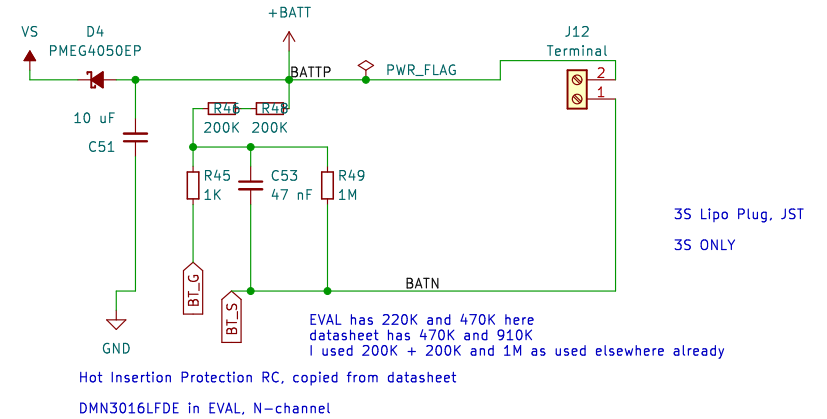 +BATT
VS
D4
J12
PMEG4050EP
Terminal
BATTP
PWR_FLAG
2
1
R46
R48
10 uF
200K
200K
C51
R45
C53
R49
1K
47 nF
1M
3S Lipo Plug, JST
3S ONLY
BATN
BT_G
BT_S
EVAL has 220K and 470K here
datasheet has 470K and 910K
I used 200K + 200K and 1M as used elsewhere already
GND
Hot Insertion Protection RC, copied from datasheet
DMN3016LFDE in EVAL, N-channel